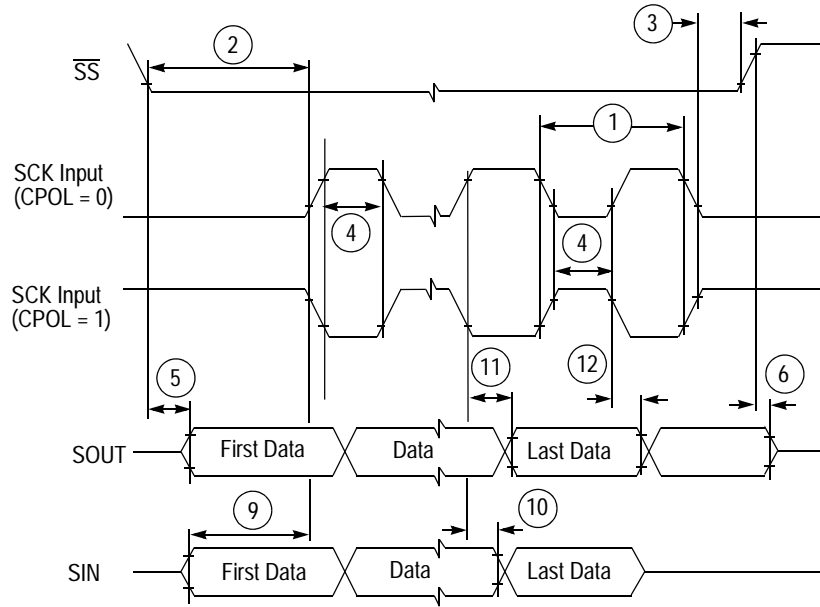 3
2
S̅S̅
1
SCK Input
(CPOL = 0)
4
4
SCK Input
(CPOL = 1)
11
12
5
6
SOUT
First Data
Data
Last Data
9
10
SIN
First Data
Data
Last Data